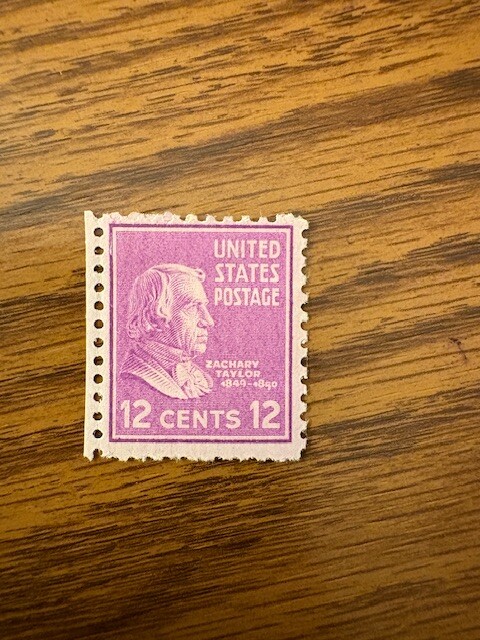 UNITED
STATES
POSTAGE
ZACHARY
TAYLOR
1849-1850
12 CENTS 12